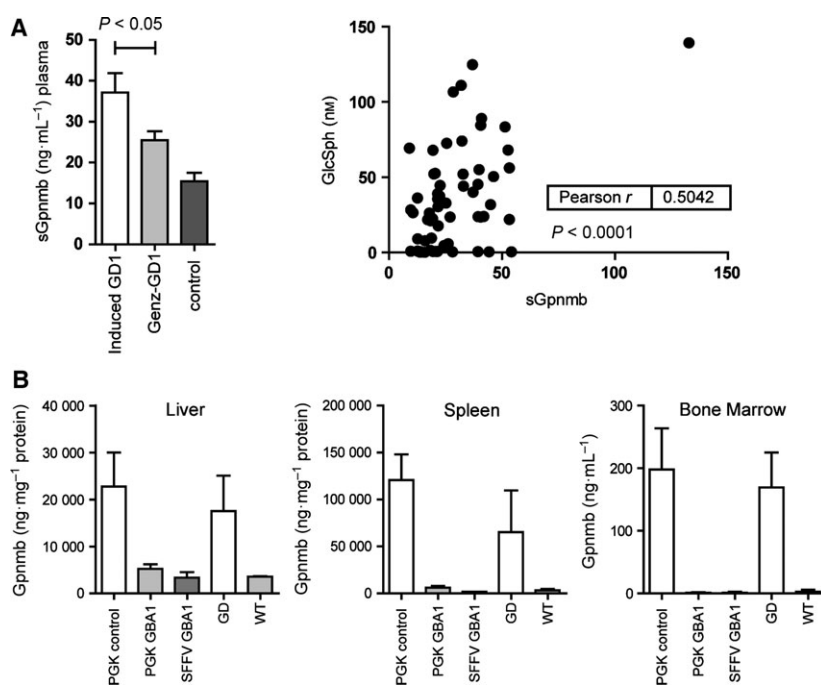 A
P < 0.05
sGpnmb (ng·mL⁻¹) plasma
50
40
30
20
10
0
Induced GD1
Genz-GD1
control
GlcSph (nM)
150
100
50
0
Pearson r 0.5042
P < 0.0001
0 50 100 150
sGpnmb
B
Liver
Gpnmb (ng·mg⁻¹ protein)
40 000
30 000
20 000
10 000
0
PGK control
PGK GBA1
SFFV GBA1
GD
WT
Spleen
Gpnmb (ng·mg⁻¹ protein)
200 000
150 000
100 000
50 000
0
PGK control
PGK GBA1
SFFV GBA1
GD
WT
Bone Marrow
Gpnmb (ng·mL⁻¹)
300
200
100
0
PGK control
PGK GBA1
SFFV GBA1
GD
WT